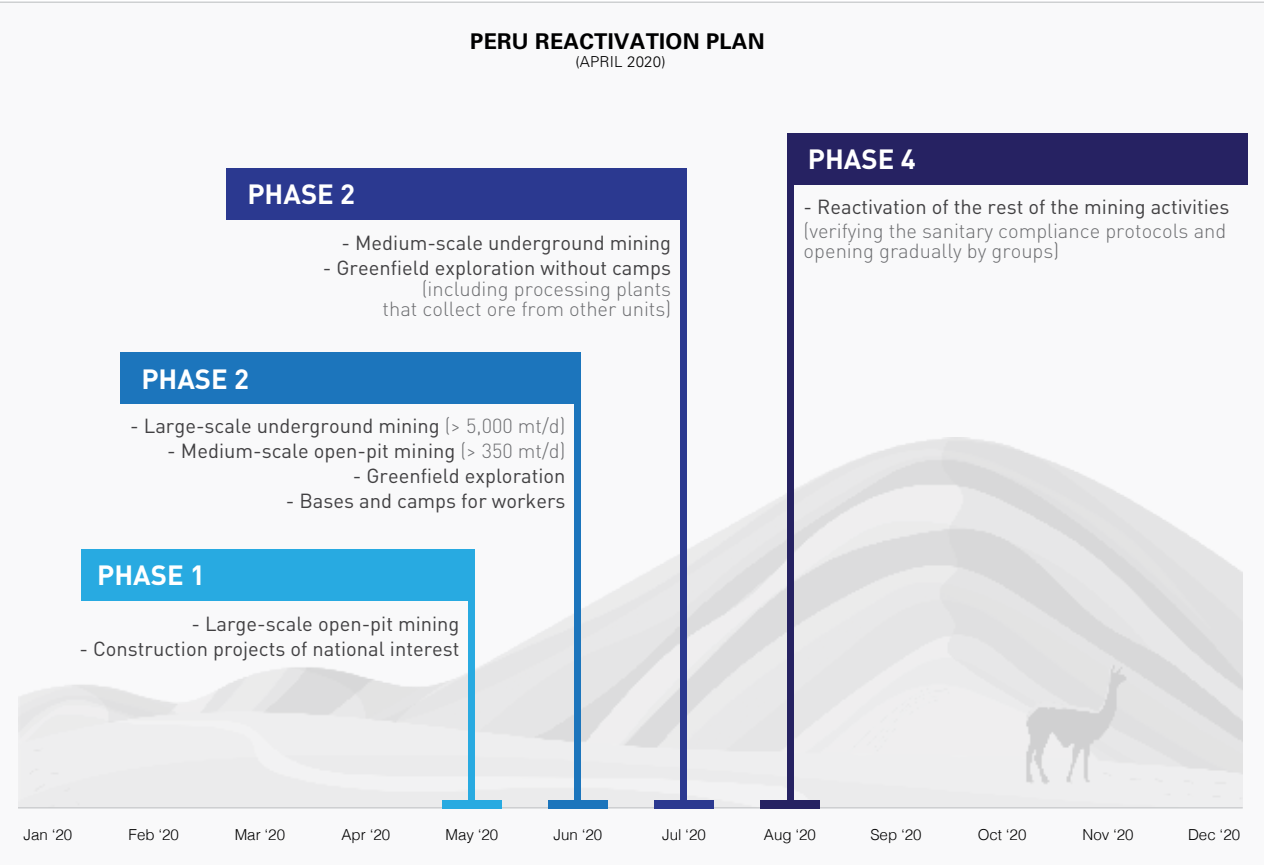 PERU REACTIVATION PLAN
(APRIL 2020)
PHASE 4
- Reactivation of the rest of the mining activities
(verifying the sanitary compliance protocols and
opening gradually by groups)
PHASE 2
- Medium-scale underground mining
- Greenfield exploration without camps
(including processing plants
that collect ore from other units)
PHASE 2
- Large-scale underground mining (> 5,000 mt/d)
- Medium-scale open-pit mining (> 350 mt/d)
- Greenfield exploration
- Bases and camps for workers
PHASE 1
- Large-scale open-pit mining
- Construction projects of national interest
Jan ‘20 Feb ‘20 Mar ‘20 Apr ‘20 May ‘20 Jun ‘20 Jul ‘20 Aug ‘20 Sep ‘20 Oct ‘20 Nov ‘20 Dec ‘20